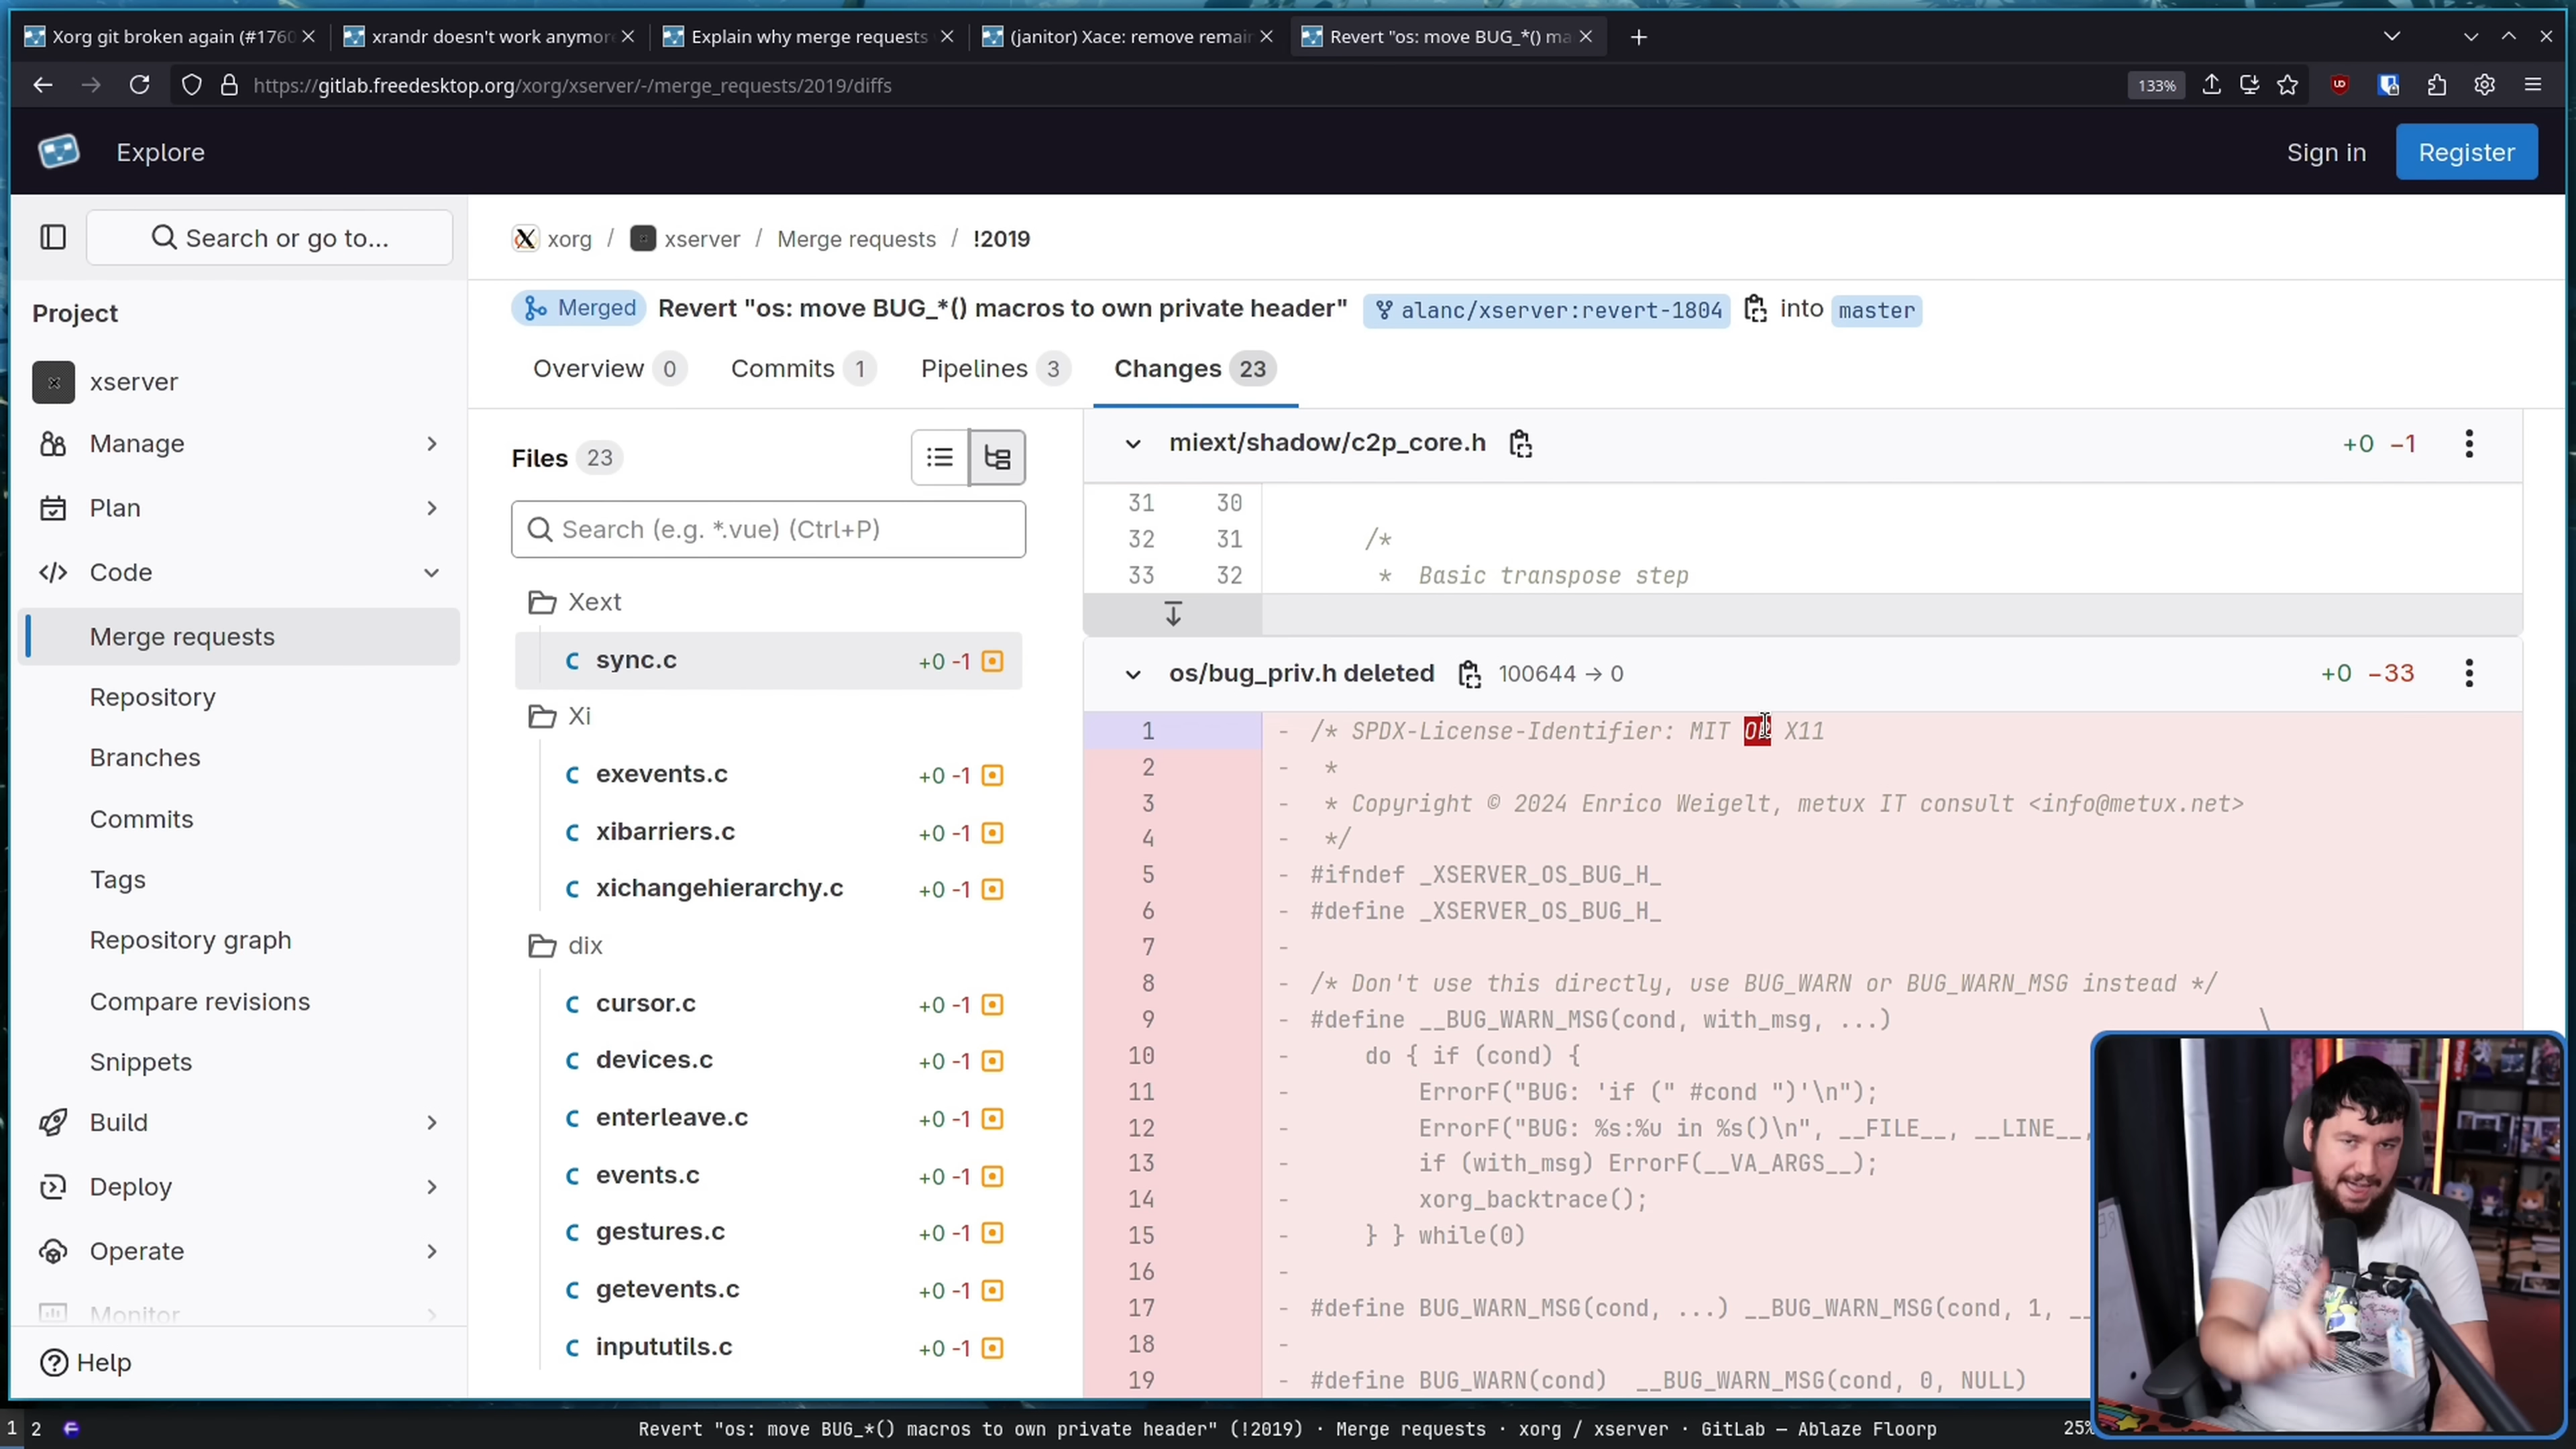 Xorg git broken again (#1760
xrandr doesn't work anymor
Explain why merge requests
(janitor) Xace: remove remai
Revert "os: move BUG_*() ma
https://gitlab.freedesktop.org/xorg/xserver/-/merge_requests/2019/diffs
133%
Explore
Sign in
Register
Search or go to...
xorg / xserver / Merge requests / !2019
Project
xserver
Manage
Plan
Code
Merge requests
Repository
Branches
Commits
Tags
Repository graph
Compare revisions
Snippets
Build
Deploy
Operate
Monitor
Help
Merged Revert "os: move BUG_*() macros to own private header" alanc/xserver:revert-1804 into master
Overview 0 Commits 1 Pipelines 3 Changes 23
Files 23
Search (e.g. *.vue) (Ctrl+P)
Xext
sync.c +0 -1
Xi
exevents.c +0 -1
xibarriers.c +0 -1
xichangehierarchy.c +0 -1
dix
cursor.c +0 -1
devices.c +0 -1
enterleave.c +0 -1
events.c +0 -1
gestures.c +0 -1
getevents.c +0 -1
inpututils.c +0 -1
miext/shadow/c2p_core.h +0 −1
31 30
32 31 /*
33 32 * Basic transpose step
os/bug_priv.h deleted 100644 → 0 +0 −33
1 - /* SPDX-License-Identifier: MIT OR X11
2 - *
3 - * Copyright © 2024 Enrico Weigelt, metux IT consult <info@metux.net>
4 - */
5 - #ifndef _XSERVER_OS_BUG_H_
6 - #define _XSERVER_OS_BUG_H_
7 -
8 - /* Don't use this directly, use BUG_WARN or BUG_WARN_MSG instead */
9 - #define __BUG_WARN_MSG(cond, with_msg, ...) \
10 - do { if (cond) {
11 - ErrorF("BUG: 'if (" #cond ")'\n");
12 - ErrorF("BUG: %s:%u in %s()\n", __FILE__, __LINE__,
13 - if (with_msg) ErrorF(__VA_ARGS__);
14 - xorg_backtrace();
15 - } } while(0)
16 -
17 - #define BUG_WARN_MSG(cond, ...) __BUG_WARN_MSG(cond, 1, __
18 -
19 - #define BUG_WARN(cond) __BUG_WARN_MSG(cond, 0, NULL)
1 2
Revert "os: move BUG_*() macros to own private header" (!2019) · Merge requests · xorg / xserver · GitLab — Ablaze Floorp
25%